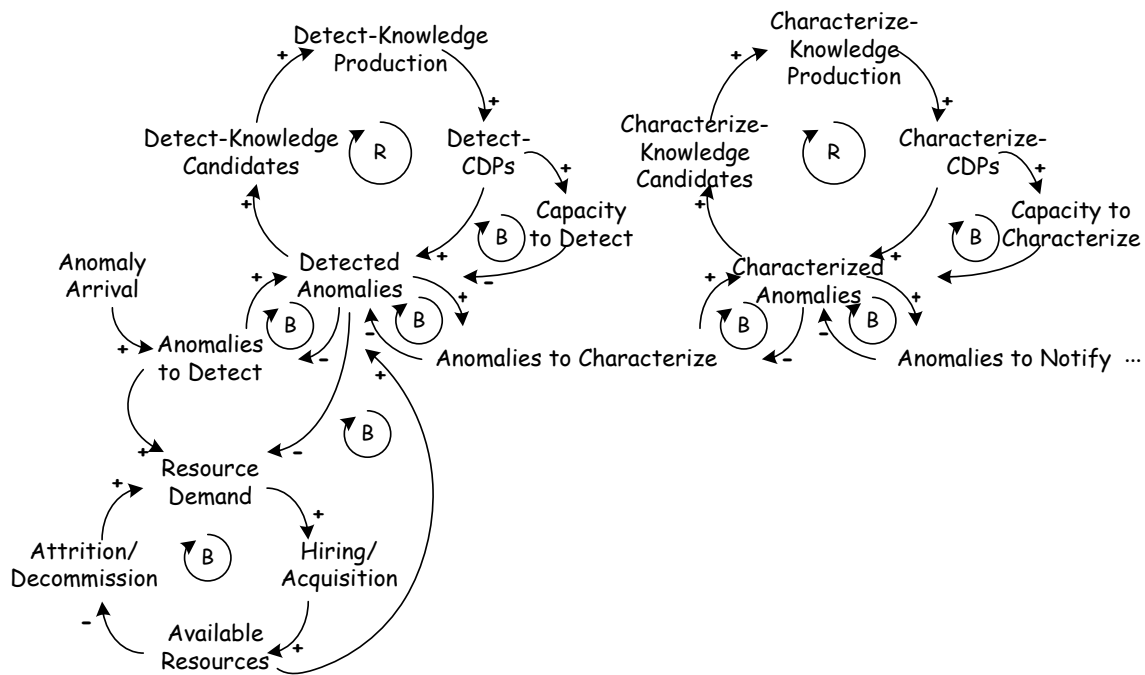 Detect-Knowledge
Production
+
+
Detect-Knowledge
Candidates
R
Detect-
CDPs
+
+
Capacity
to Detect
B
+
-
Detected
Anomalies
Anomaly
Arrival
+
Anomalies
to Detect
+
B
-
+
B
-
Anomalies to Characterize
+
B
+
-
Resource
Demand
+
+
B
Attrition/
Decommission
Hiring/
Acquisition
-
Available
Resources
+
Characterize-
Knowledge
Production
+
+
Characterize-
Knowledge
Candidates
R
Characterize-
CDPs
+
+
Capacity to
Characterize
B
+
Characterized
Anomalies
+
B
-
+
B
-
Anomalies to Notify ...